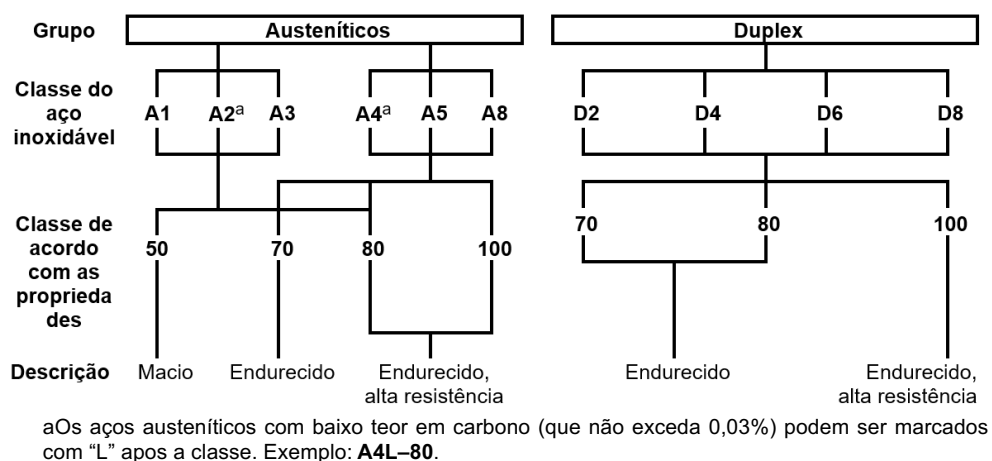 Grupo
Austeníticos
Duplex
Classe do
aço
inoxidável
A1 A2a A3 A4a A5 A8 D2 D4 D6 D8
Classe de
acordo
com as
proprieda
des
50 70 80 100 70 80 100
Descrição
Macio
Endurecido
Endurecido,
alta resistência
Endurecido
Endurecido,
alta resistência
aOs aços austeníticos com baixo teor em carbono (que não exceda 0,03%) podem ser marcados
com “L” apos a classe. Exemplo: A4L–80.